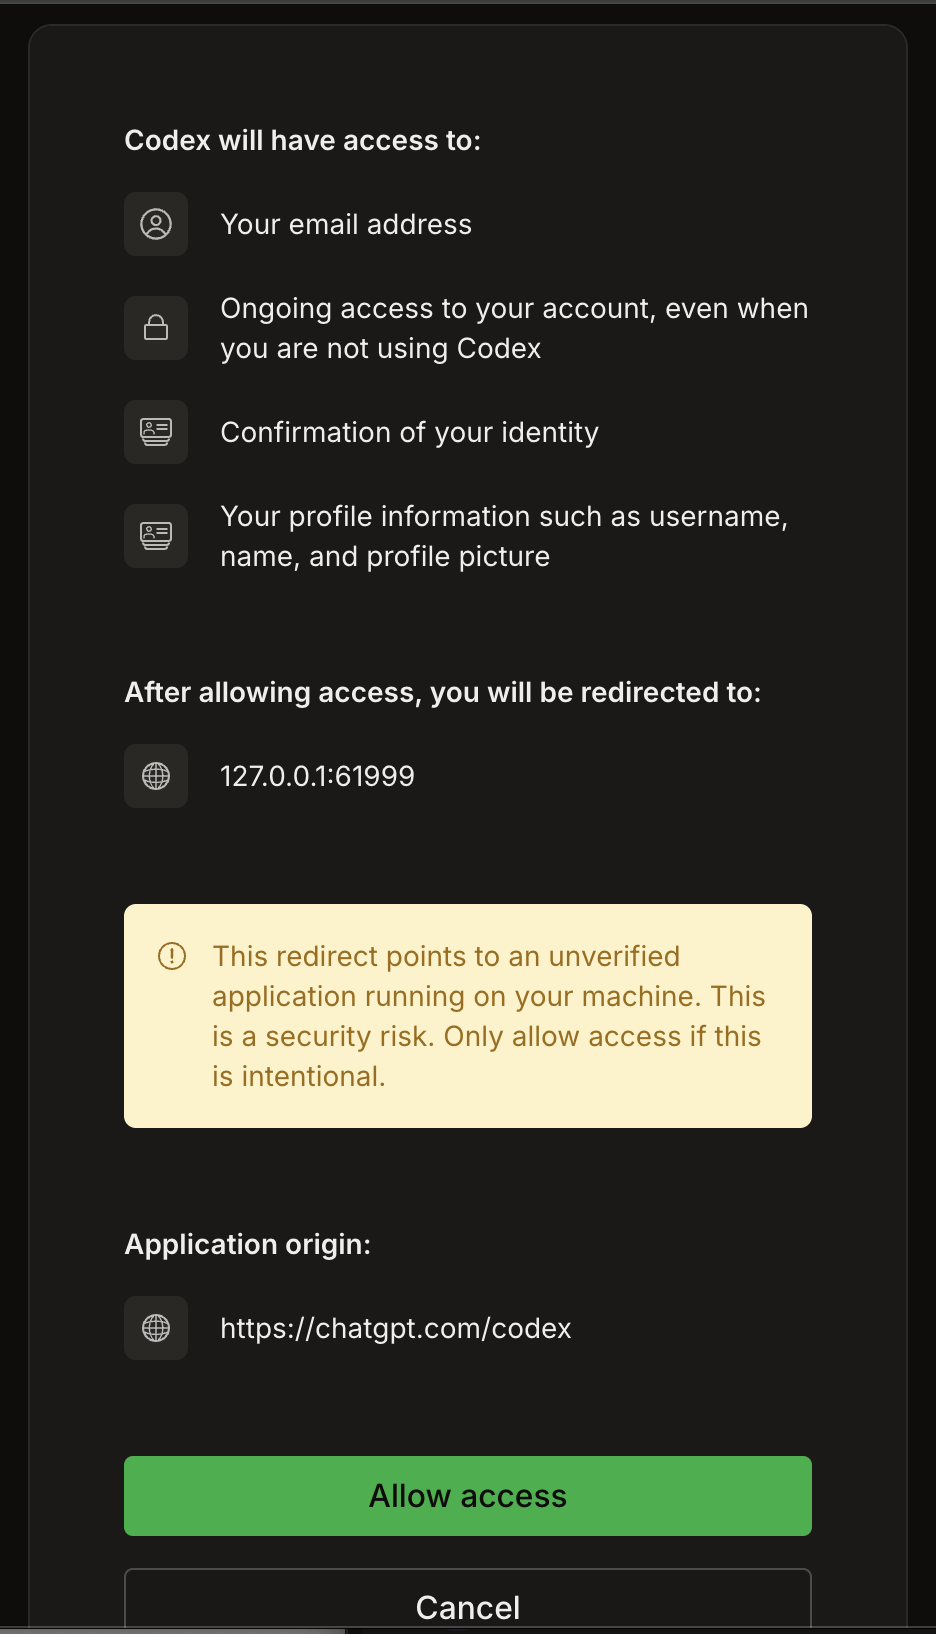 Codex will have access to:
Your email address
Ongoing access to your account, even when
you are not using Codex
Confirmation of your identity
Your profile information such as username,
name, and profile picture
After allowing access, you will be redirected to:
127.0.0.1:61999
This redirect points to an unverified
application running on your machine. This
is a security risk. Only allow access if this
is intentional.
Application origin:
https://chatgpt.com/codex
Allow access
Cancel